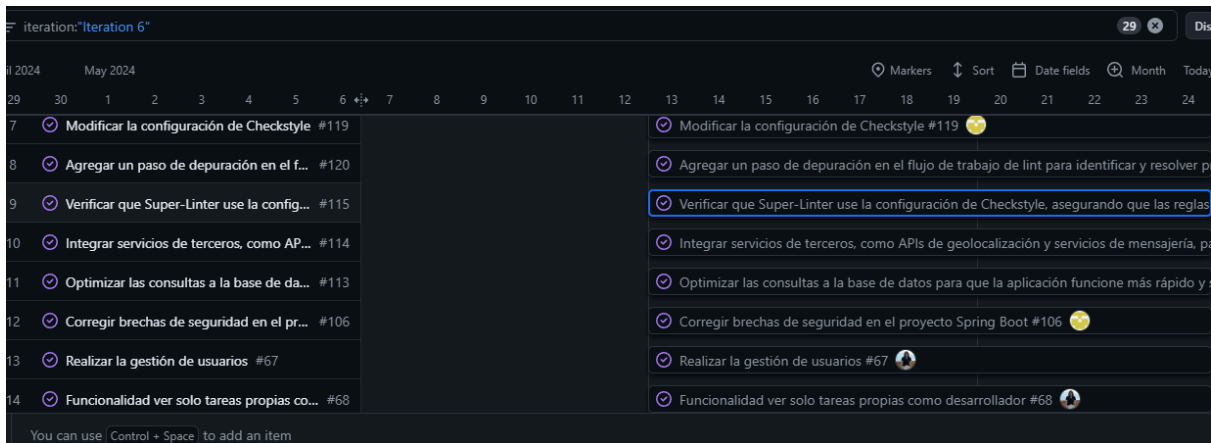 iteration:"Iteration 6" 29 Dis
il 2024 May 2024 Markers Sort Date fields Month Today
29 30 1 2 3 4 5 6 7 8 9 10 11 12 13 14 15 16 17 18 19 20 21 22 23 24
7 Modificar la configuración de Checkstyle #119 Modificar la configuración de Checkstyle #119
8 Agregar un paso de depuración en el f... #120 Agregar un paso de depuración en el flujo de trabajo de lint para identificar y resolver pr
9 Verificar que Super-Linter use la config... #115 Verificar que Super-Linter use la configuración de Checkstyle, asegurando que las reglas
10 Integrar servicios de terceros, como AP... #114 Integrar servicios de terceros, como APIs de geolocalización y servicios de mensajería, pa
11 Optimizar las consultas a la base de da... #113 Optimizar las consultas a la base de datos para que la aplicación funcione más rápido y s
12 Corregir brechas de seguridad en el pr... #106 Corregir brechas de seguridad en el proyecto Spring Boot #106
13 Realizar la gestión de usuarios #67 Realizar la gestión de usuarios #67
14 Funcionalidad ver solo tareas propias co... #68 Funcionalidad ver solo tareas propias como desarrollador #68
You can use Control + Space to add an item